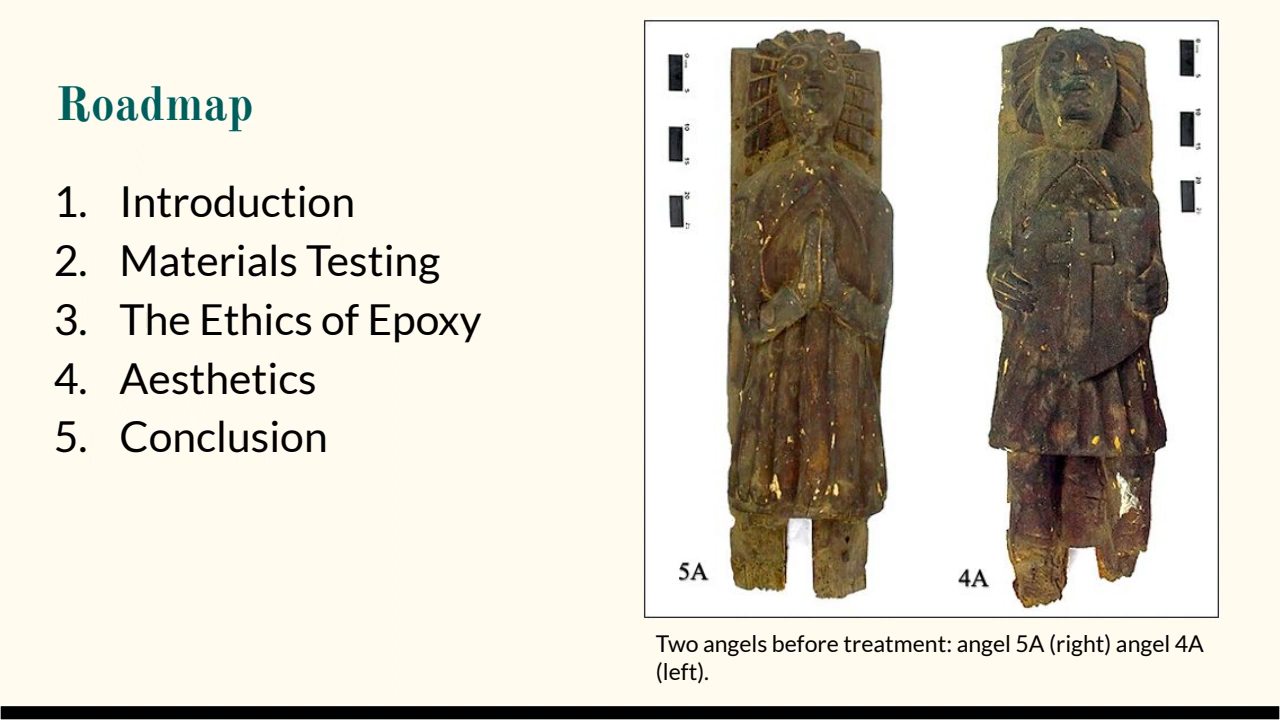 Roadmap
1. Introduction
2. Materials Testing
3. The Ethics of Epoxy
4. Aesthetics
5. Conclusion
5A
4A
Two angels before treatment: angel 5A (right) angel 4A
(left).